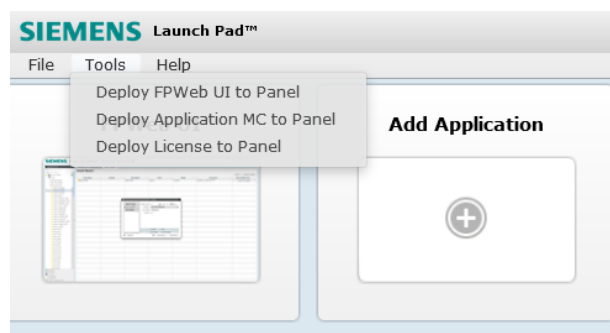 SIEMENS Launch Pad™
File Tools Help
Deploy FPWeb UI to Panel
Deploy Application MC to Panel
Deploy License to Panel
Add Application
SIEMENS